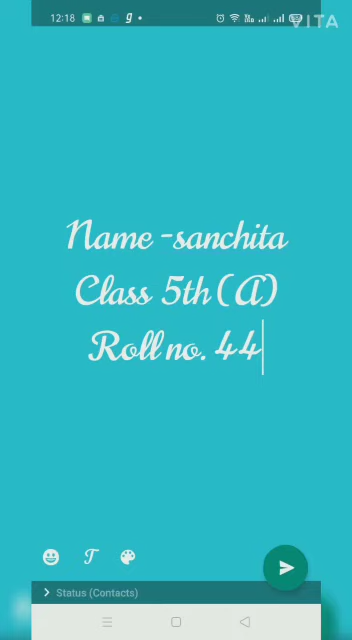 12:18
VITA
Name -sanchita
Class 5th (A)
Roll no. 44
T
Status (Contacts)